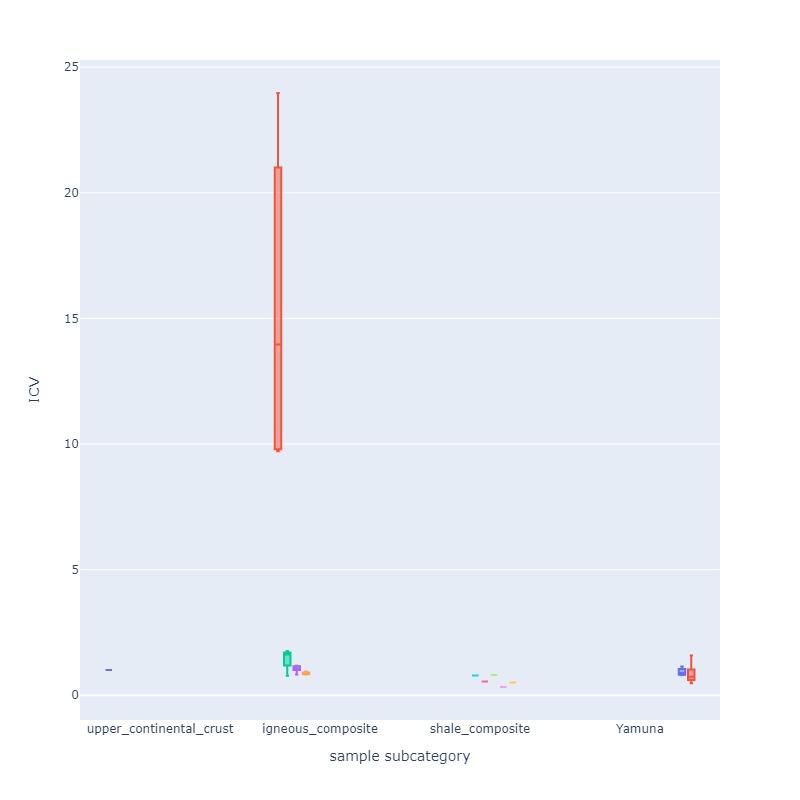 25
20
15
10
5
0
ICV
upper_continental_crust igneous_composite shale_composite Yamuna
sample subcategory